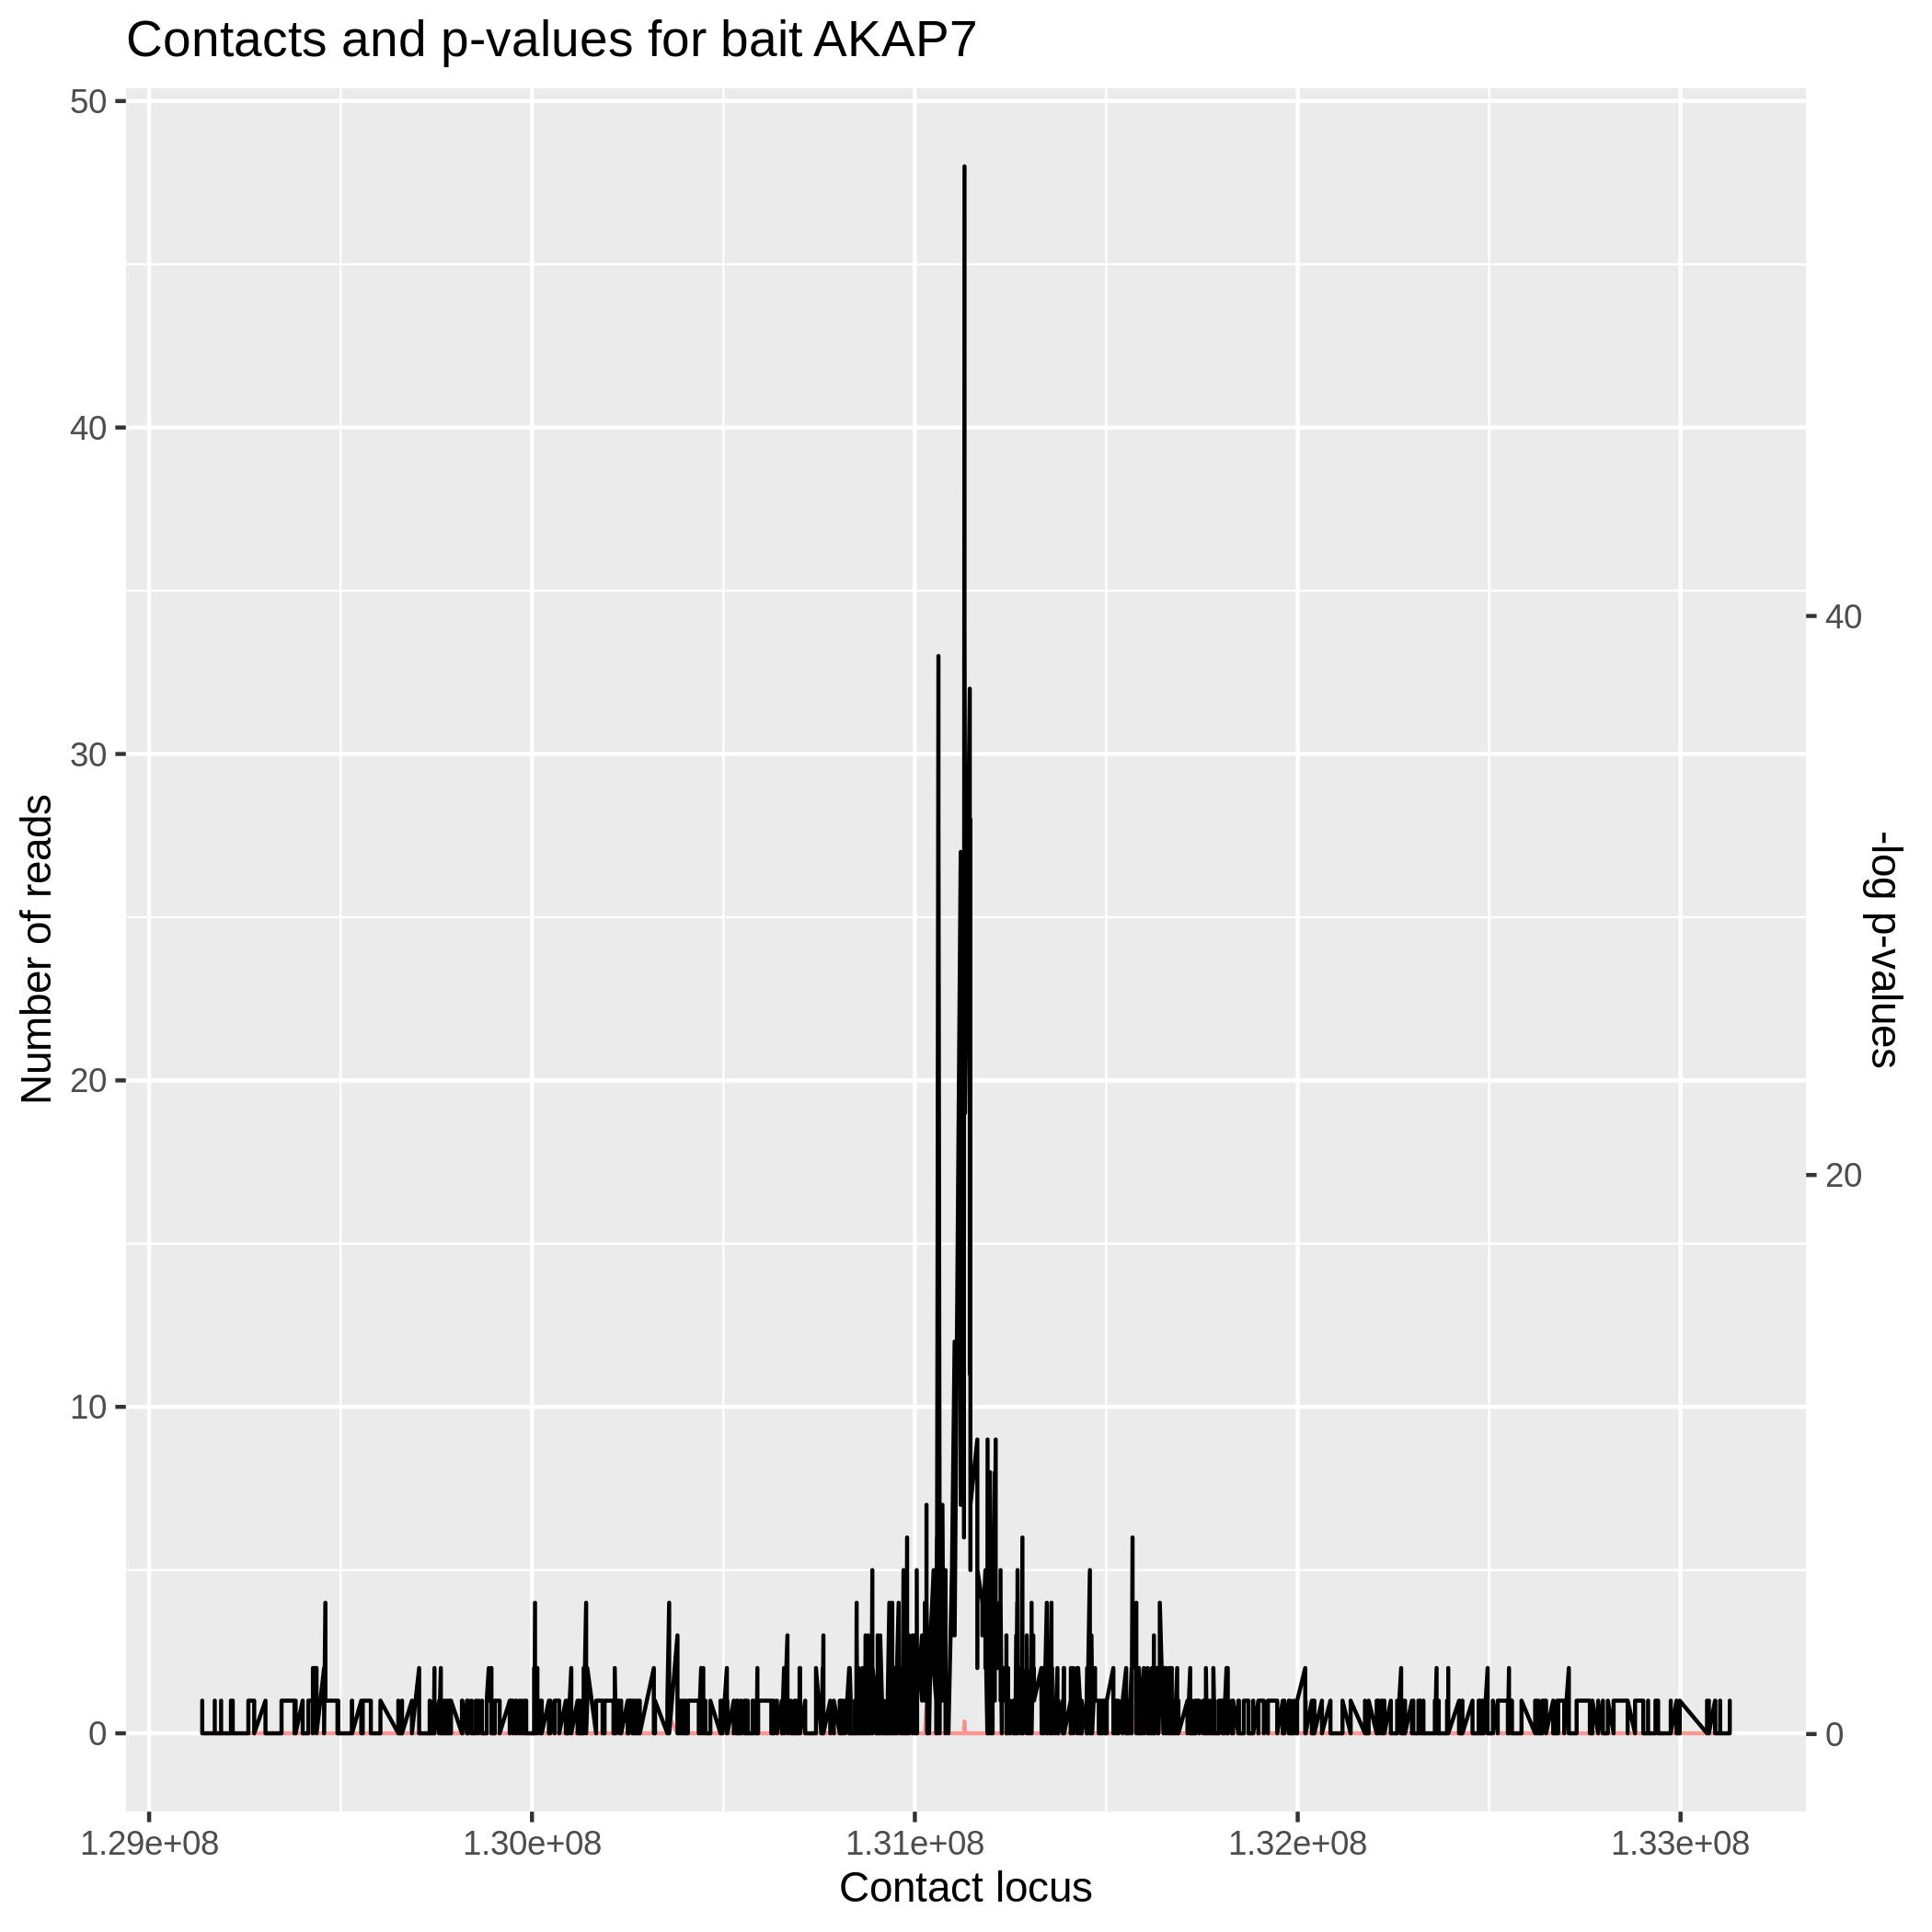 Contacts and p-values for bait AKAP7
50
40
30
20
10
0
Number of reads
40
20
0
-log p-values
1.29e+08
1.30e+08
1.31e+08
1.32e+08
1.33e+08
Contact locus